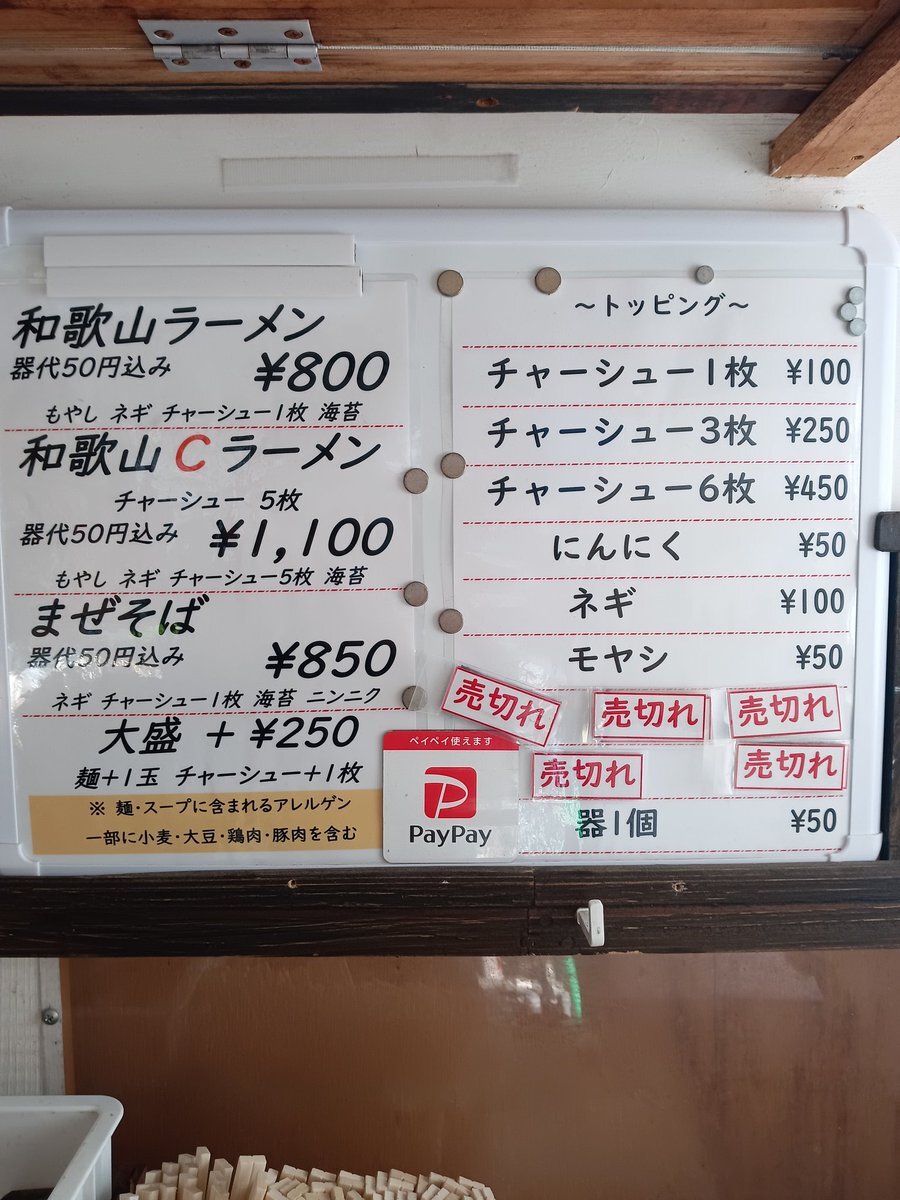 和歌山ラーメン
器代50円込み ¥800
もやし ネギ チャーシュー1枚 海苔
和歌山Cラーメン
チャーシュー 5枚
器代50円込み ¥1,100
もやし ネギ チャーシュー5枚 海苔
まぜそば
器代50円込み ¥850
ネギ チャーシュー1枚 海苔 ニンニク
大盛 + ¥250
麺+1玉 チャーシュー+1枚
※ 麺・スープに含まれるアレルゲン
一部に小麦・大豆・鶏肉・豚肉を含む
ペイペイ使えます
PayPay
～トッピング～
チャーシュー1枚 ¥100
チャーシュー3枚 ¥250
チャーシュー6枚 ¥450
にんにく ¥50
ネギ ¥100
モヤシ ¥50
売切れ 売切れ 売切れ
売切れ 売切れ
器1個 ¥50